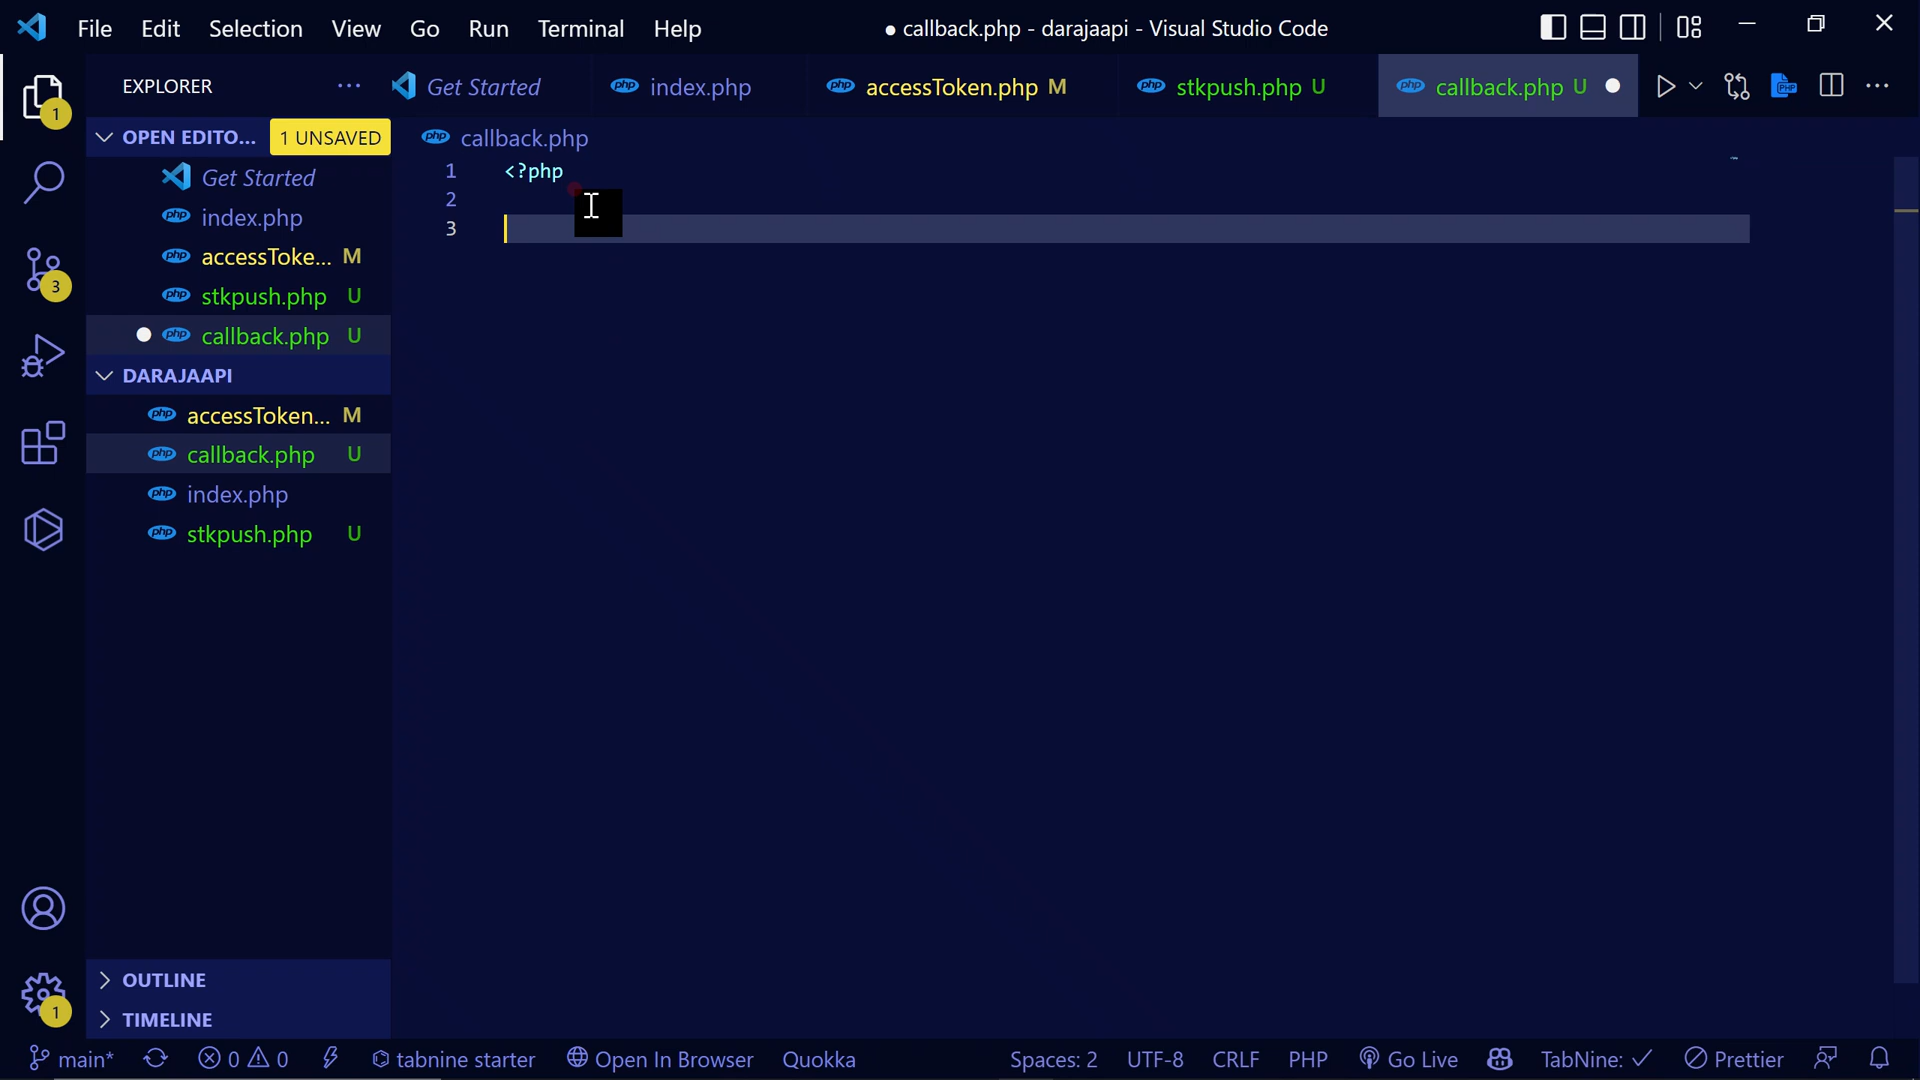 File Edit Selection View Go Run Terminal Help
● callback.php - darajaapi - Visual Studio Code
EXPLORER ...
Get Started
index.php
accessToken.php M
stkpush.php U
callback.php U
OPEN EDITO... 1 UNSAVED
Get Started
index.php
accessToke... M
stkpush.php U
callback.php U
DARAJAAPI
accessToken... M
callback.php U
index.php
stkpush.php U
OUTLINE
TIMELINE
1
3
1
callback.php
1 <?php
2
3
main* 0 0 tabnine starter Open In Browser Quokka Spaces: 2 UTF-8 CRLF PHP Go Live TabNine: ✓ Prettier